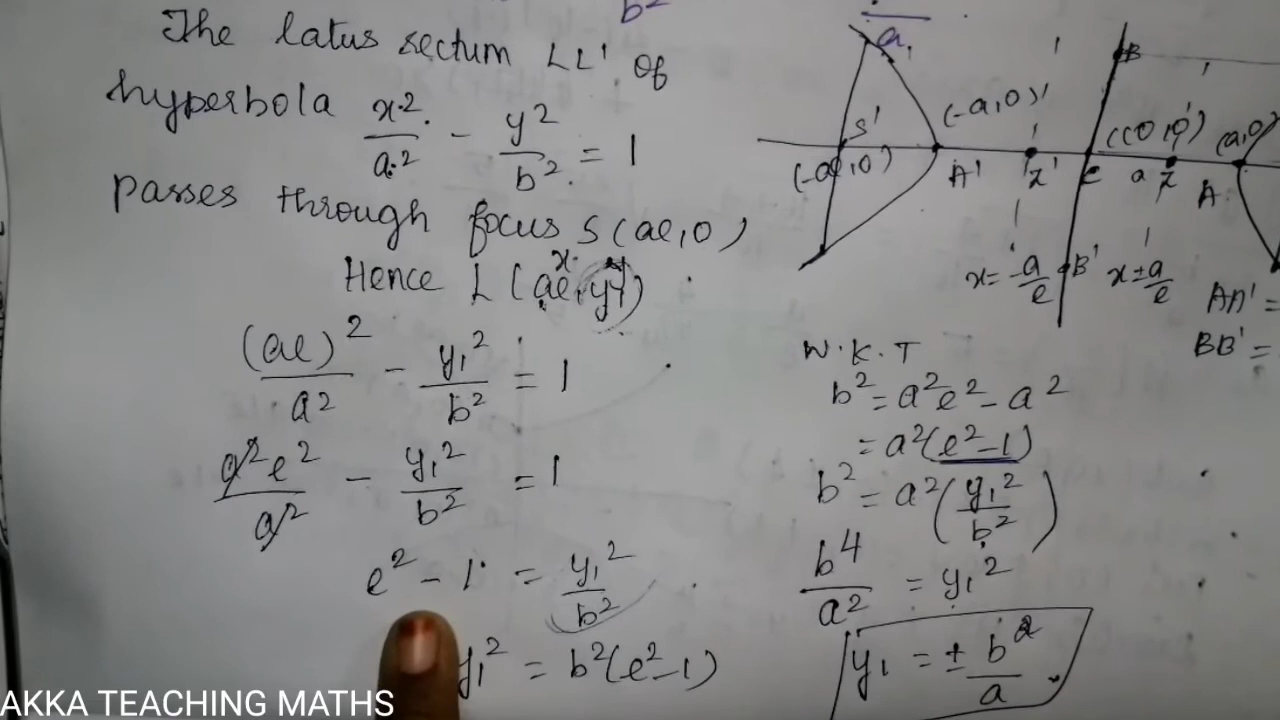 b²
The latus rectum LL' of
hyperbola x²/a² - y²/b² = 1
passes through focus S(ae,0)
x
Hence L(ae, y₁)
(ae)²/a² - y₁²/b² = 1
a²e²/a² - y₁²/b² = 1
e² - 1 = y₁²/b²
y₁² = b²(e²-1)
a
S'
(-ae,0)
(-a,0)
A'
Z'
B
C
(0,0)
a
Z
(a,0)
A
x = -a/e
B'
x = ±a/e
AA' =
BB' =
W.K.T
b² = a²e² - a²
= a²(e²-1)
b² = a²(y₁²/b²)
b⁴/a² = y₁²
y₁ = ± b²/a
AKKA TEACHING MATHS